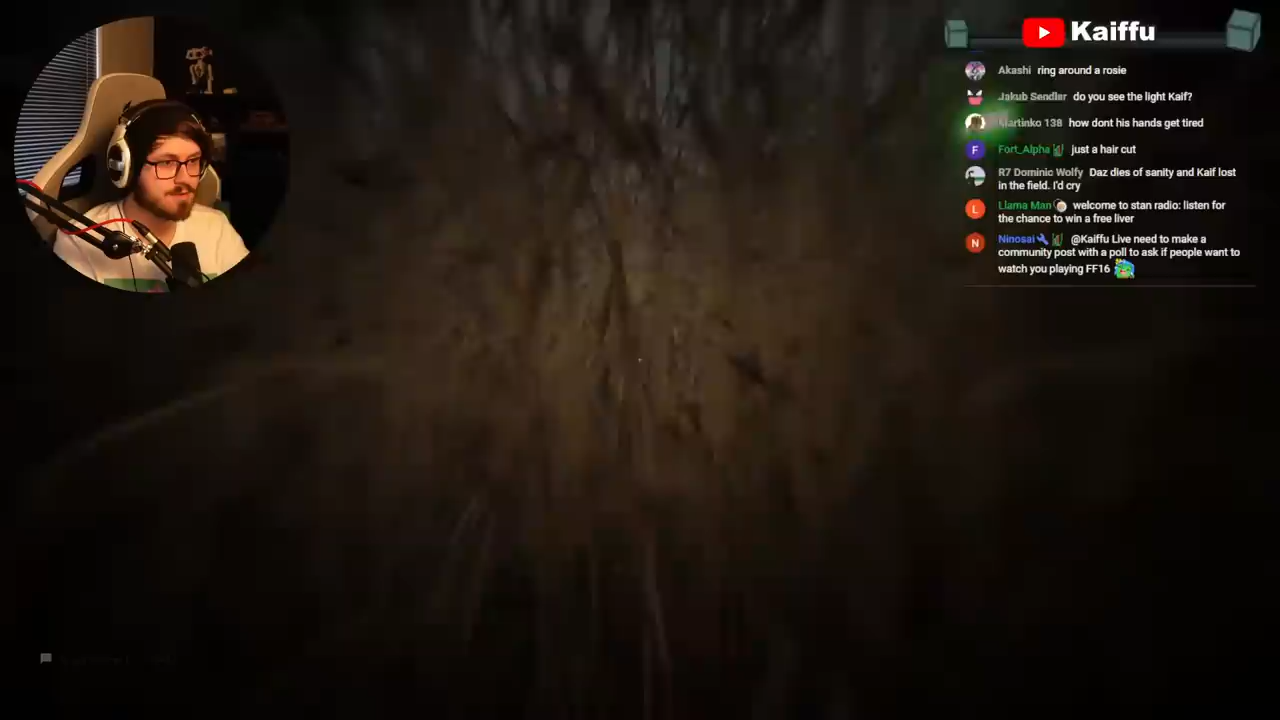 Kaiffu
Akashi ring around a rosie
Jakub Sendler do you see the light Kaif?
Martinko 138 how dont his hands get tired
F Fort_Alpha just a hair cut
R7 Dominic Wolfy Daz dies of sanity and Kaif lost
in the field. I'd cry
L Llama Man welcome to stan radio: listen for
the chance to win a free liver
N Ninosai @Kaiffu Live need to make a
community post with a poll to ask if people want to
watch you playing FF16